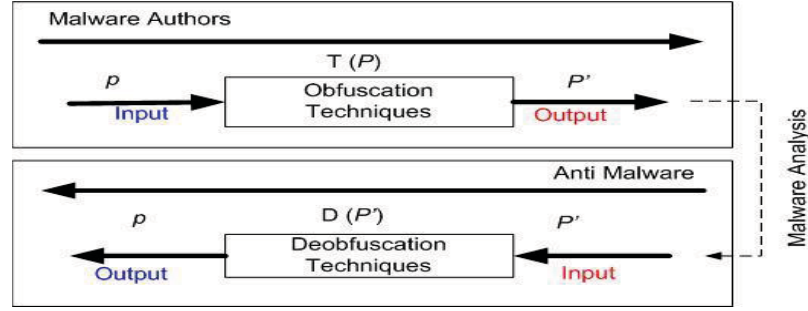 Malware Authors
T (P)
p
P'
Obfuscation
Techniques
Input
Output
Anti Malware
p
D (P')
P'
Deobfuscation
Techniques
Output
Input
Malware Analysis